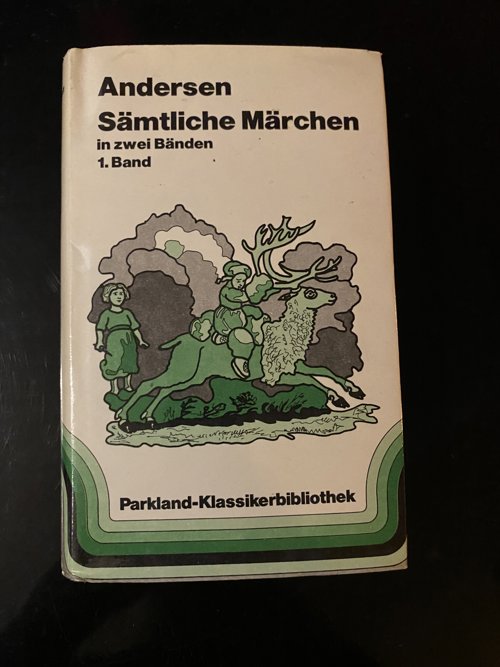 Andersen
Sämtliche Märchen
in zwei Bänden
1. Band
Parkland-Klassikerbibliothek